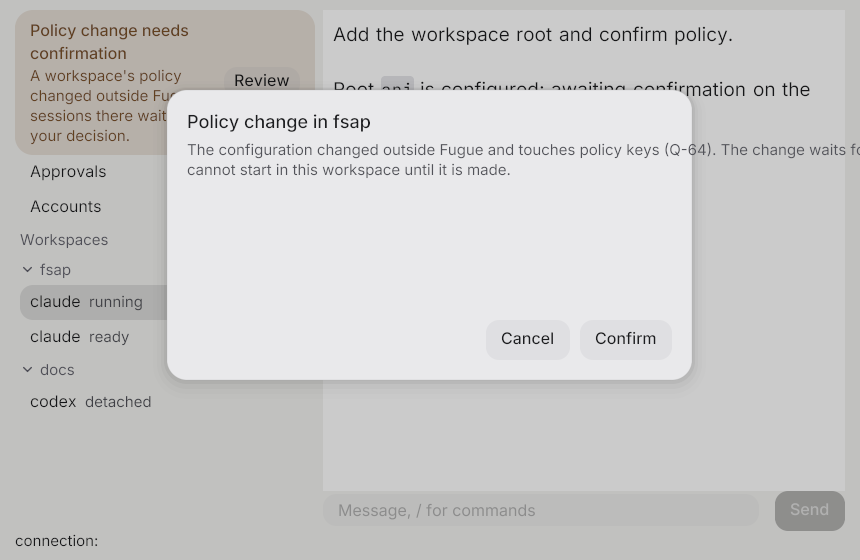 Policy change needs
confirmation
A workspace's policy
changed outside
sessions there wait
your decision.
Review
Approvals
Accounts
Workspaces
fsap
claude running
claude ready
docs
codex detached
connection:
Add the workspace root and confirm policy.
Root is configured; awaiting confirmation on the
Policy change in fsap
The configuration changed outside Fugue and touches policy keys (Q-64). The change waits
cannot start in this workspace until it is made.
Cancel
Confirm
Message, / for commands
Send